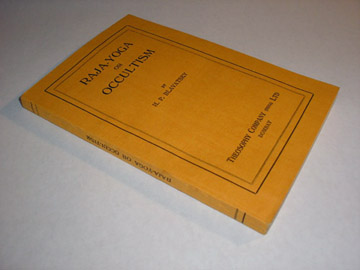 RAJA-YOGA
OR
OCCULTISM
BY
H. P. BLAVATSKY
THEOSOPHY COMPANY (INDIA) LTD
BOMBAY
RAJA-YOGA OR OCCULTISM